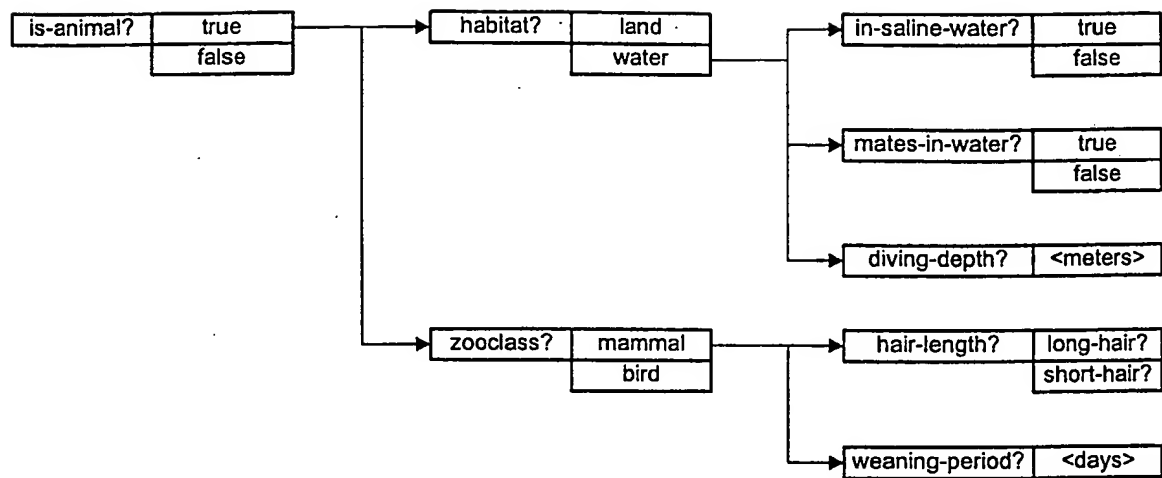 is-animal? true
false
habitat? land
water
in-saline-water? true
false
mates-in-water? true
false
diving-depth? <meters>
zooclass? mammal
bird
hair-length? long-hair?
short-hair?
weaning-period? <days>